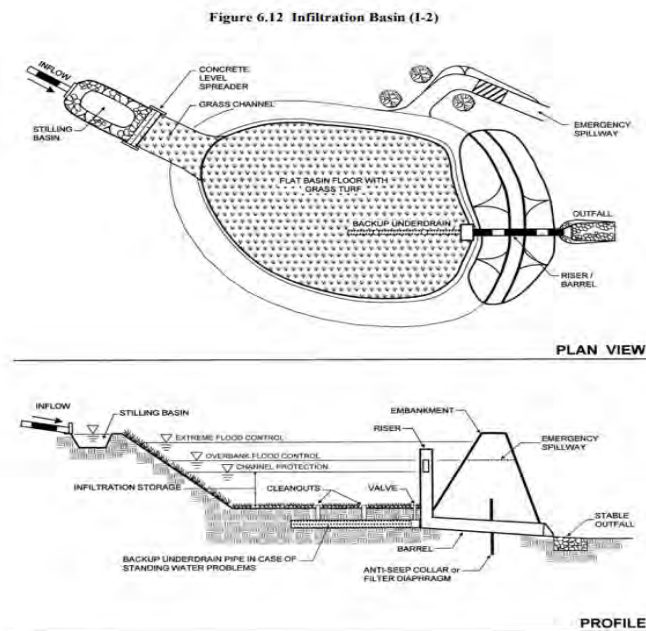 Figure 6.12 Infiltration Basin (I-2)
INFLOW
CONCRETE
LEVEL
SPREADER
GRASS CHANNEL
STILLING
BASIN
EMERGENCY
SPILLWAY
FLAT BASIN FLOOR WITH
GRASS TURF
BACKUP UNDERDRAIN
OUTFALL
RISER /
BARREL
PLAN VIEW
INFLOW
STILLING BASIN
EMBANKMENT
RISER
EXTREME FLOOD CONTROL
EMERGENCY
SPILLWAY
OVERBANK FLOOD CONTROL
CHANNEL PROTECTION
INFILTRATION STORAGE
CLEANOUTS
VALVE
STABLE
OUTFALL
BACKUP UNDERDRAIN PIPE IN CASE OF
STANDING WATER PROBLEMS
BARREL
ANTI-SEEP COLLAR or
FILTER DIAPHRAGM
PROFILE